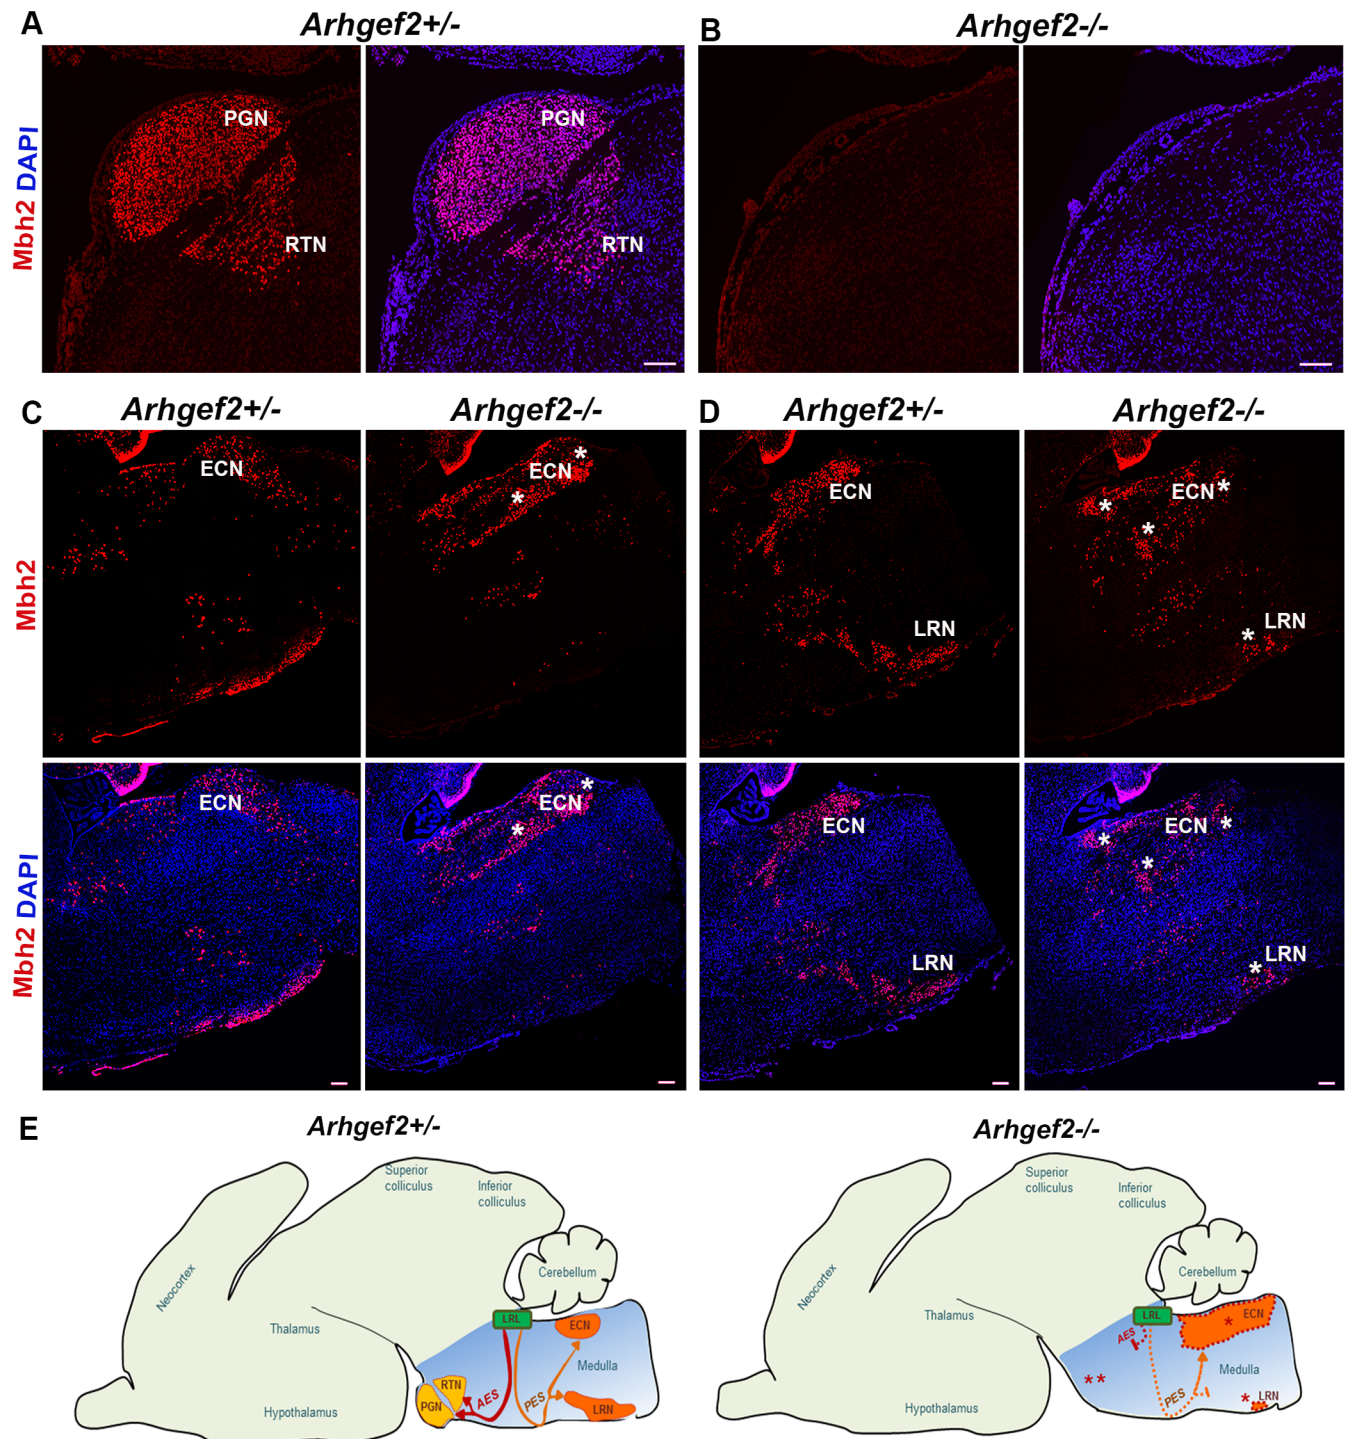 A
Arhgef2+/-
B
Arhgef2-/-
Mbh2 DAPI
PGN
RTN
PGN
RTN
C
Arhgef2+/-
Arhgef2-/-
D
Arhgef2+/-
Arhgef2-/-
Mbh2
ECN
ECN
*
*
ECN
LRN
ECN
*
*
*
LRN
*
Mbh2 DAPI
ECN
ECN
*
*
ECN
LRN
ECN
*
*
*
LRN
*
E
Arhgef2+/-
Superior
colliculus
Inferior
colliculus
Neocortex
Cerebellum
Thalamus
LRL
ECN
Medulla
RTN
PGN
AES
PES
LRN
Hypothalamus
Arhgef2-/-
Superior
colliculus
Inferior
colliculus
Neocortex
Cerebellum
Thalamus
LRL
AES
* ECN
Medulla
**
PES
* LRN
Hypothalamus